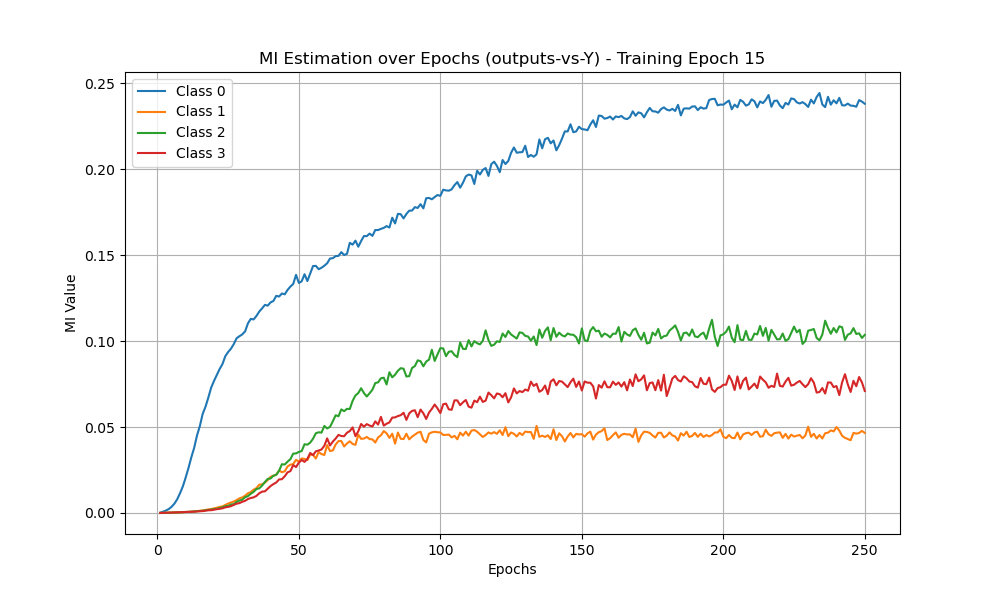 MI Estimation over Epochs (outputs-vs-Y) - Training Epoch 15
0.25
0.20
0.15
0.10
0.05
0.00
MI Value
Class 0
Class 1
Class 2
Class 3
0 50 100 150 200 250
Epochs